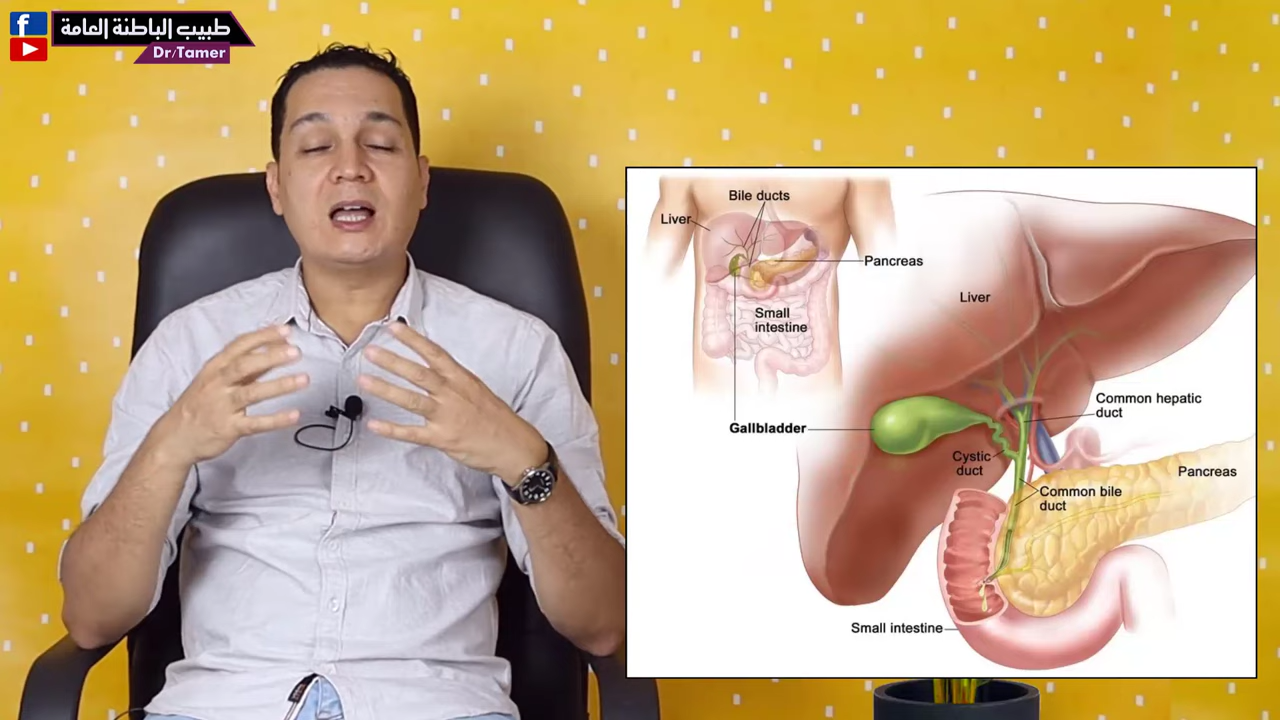 طبيب الباطنة العامة
Dr/Tamer
Bile ducts
Liver
Pancreas
Small
intestine
Gallbladder
Liver
Common hepatic
duct
Cystic
duct
Pancreas
Common bile
duct
Small intestine